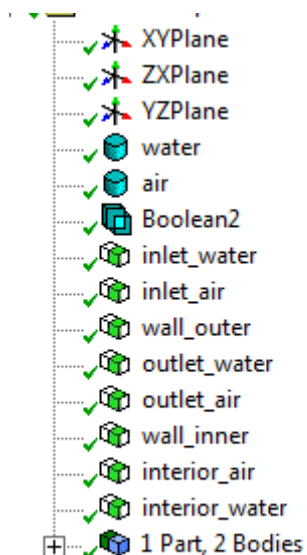 XYPlane
ZXPlane
YZPlane
water
air
Boolean2
inlet_water
inlet_air
wall_outer
outlet_water
outlet_air
wall_inner
interior_air
interior_water
1 Part, 2 Bodies